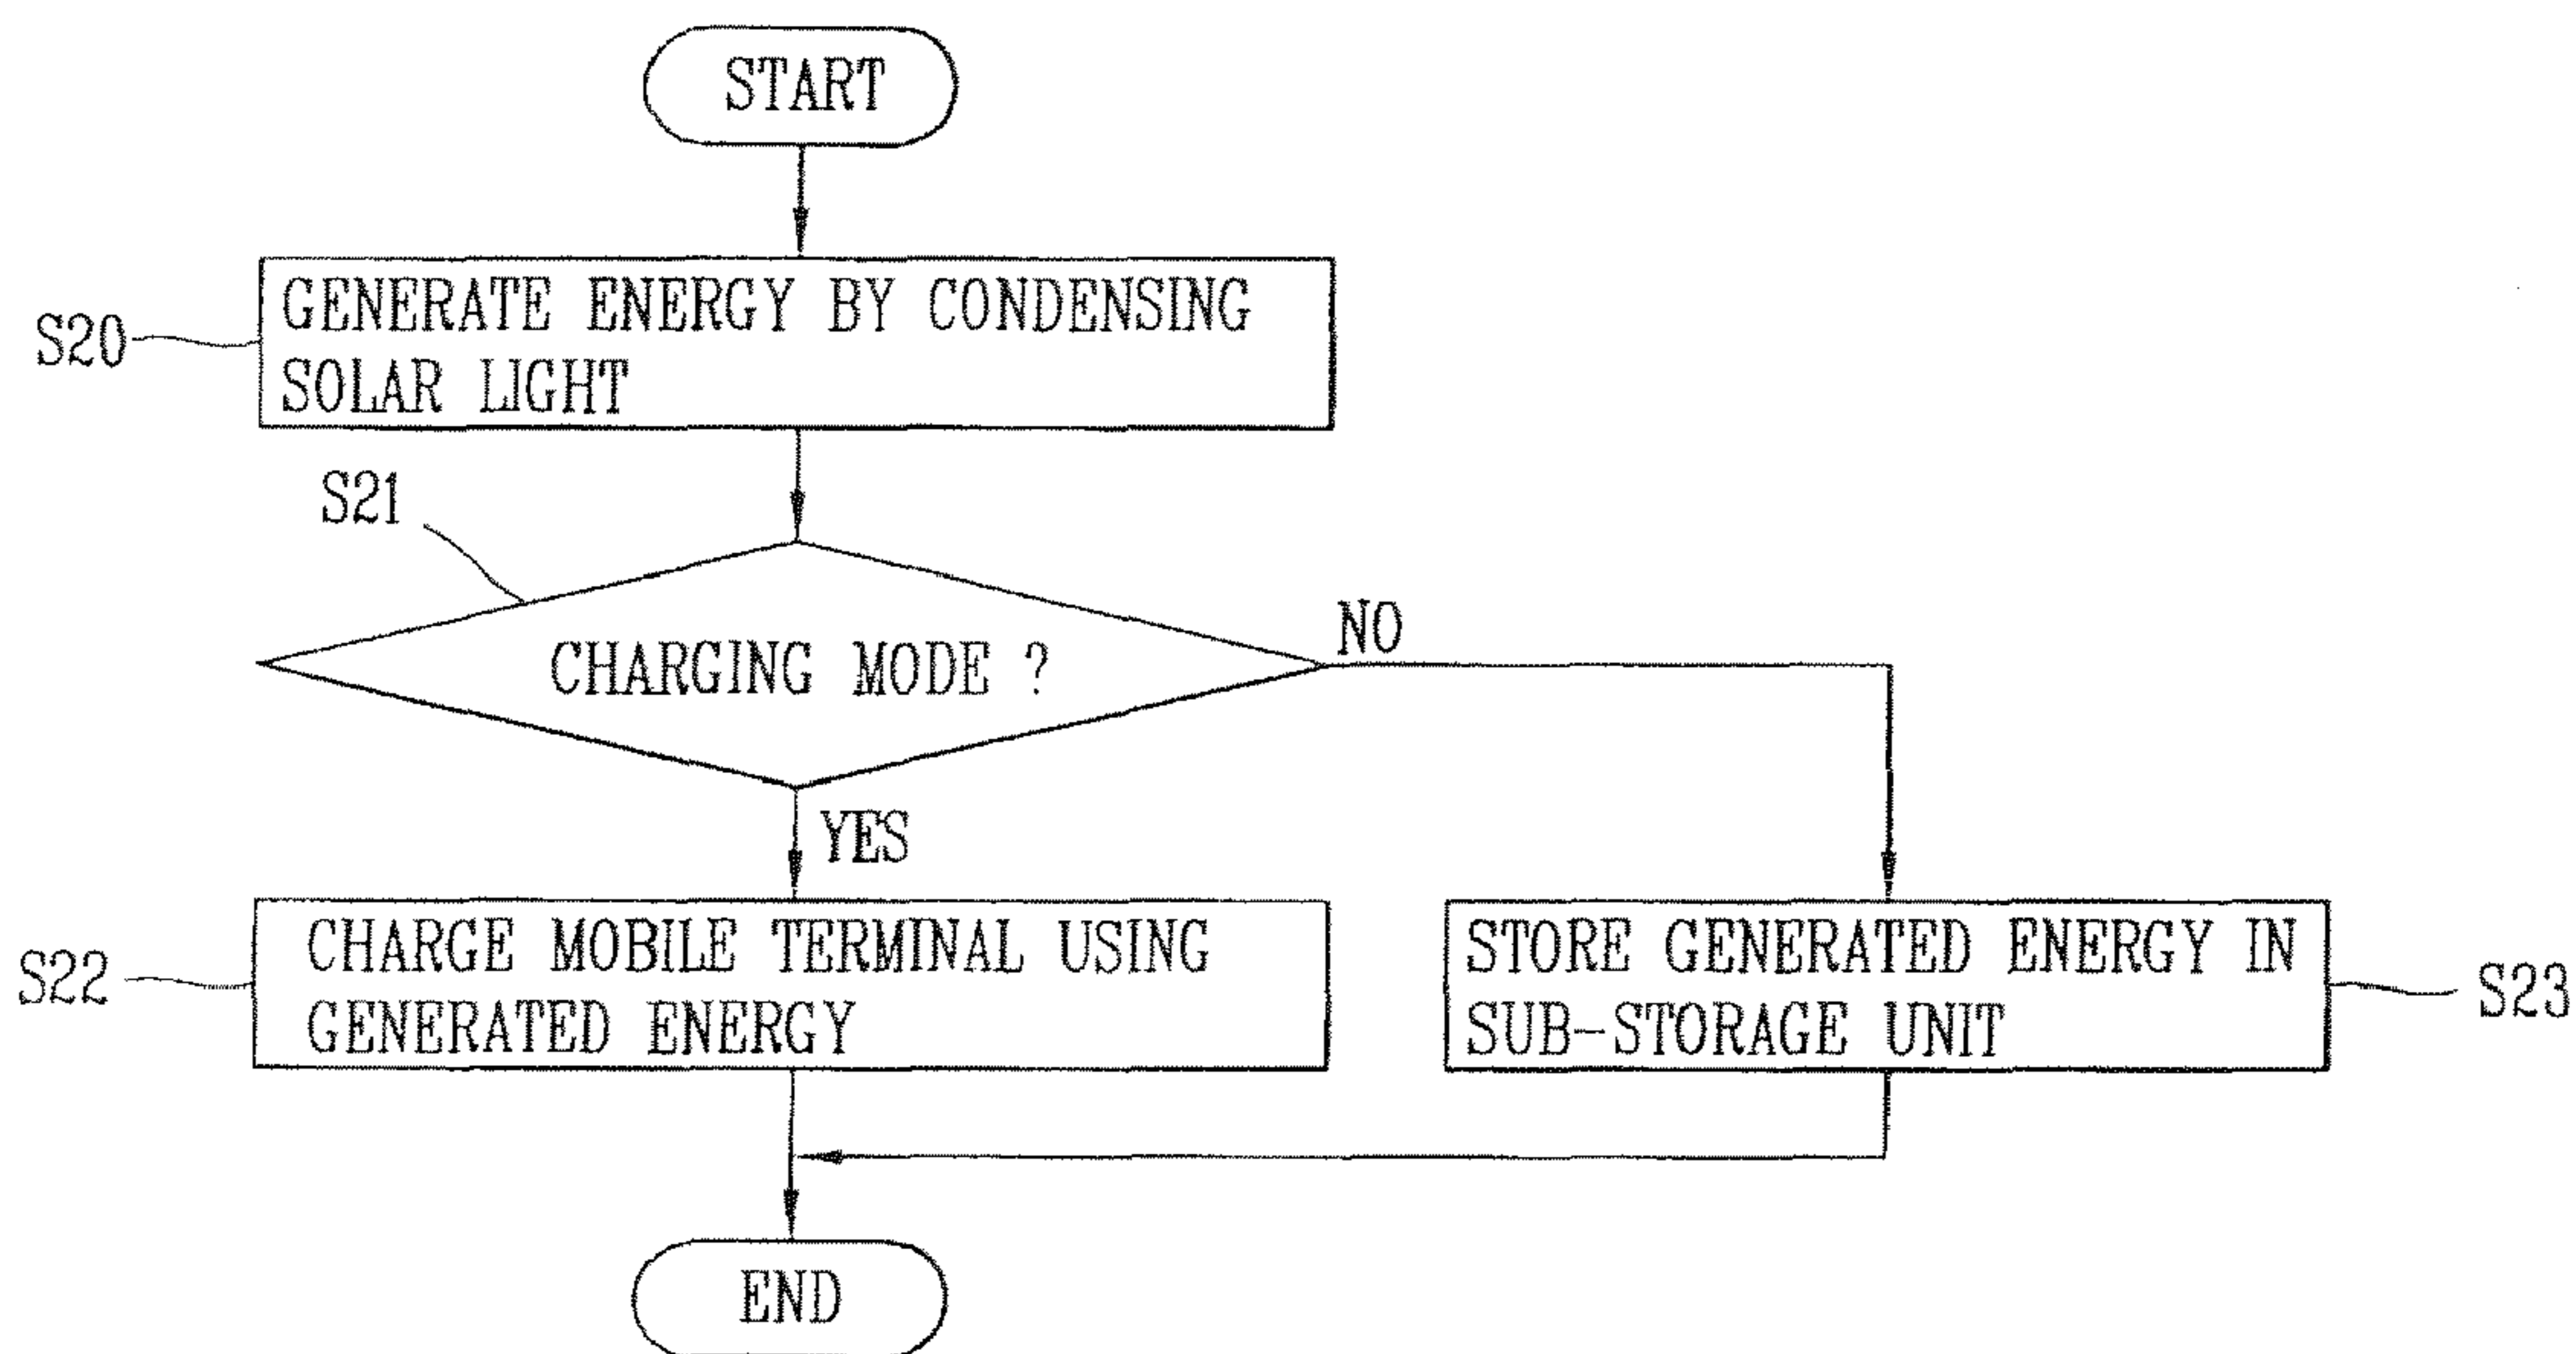 START
S20
GENERATE ENERGY BY CONDENSING
SOLAR LIGHT
S21
CHARGING MODE ?
NO
YES
S22
CHARGE MOBILE TERMINAL USING
GENERATED ENERGY
STORE GENERATED ENERGY IN
SUB-STORAGE UNIT
S23
END